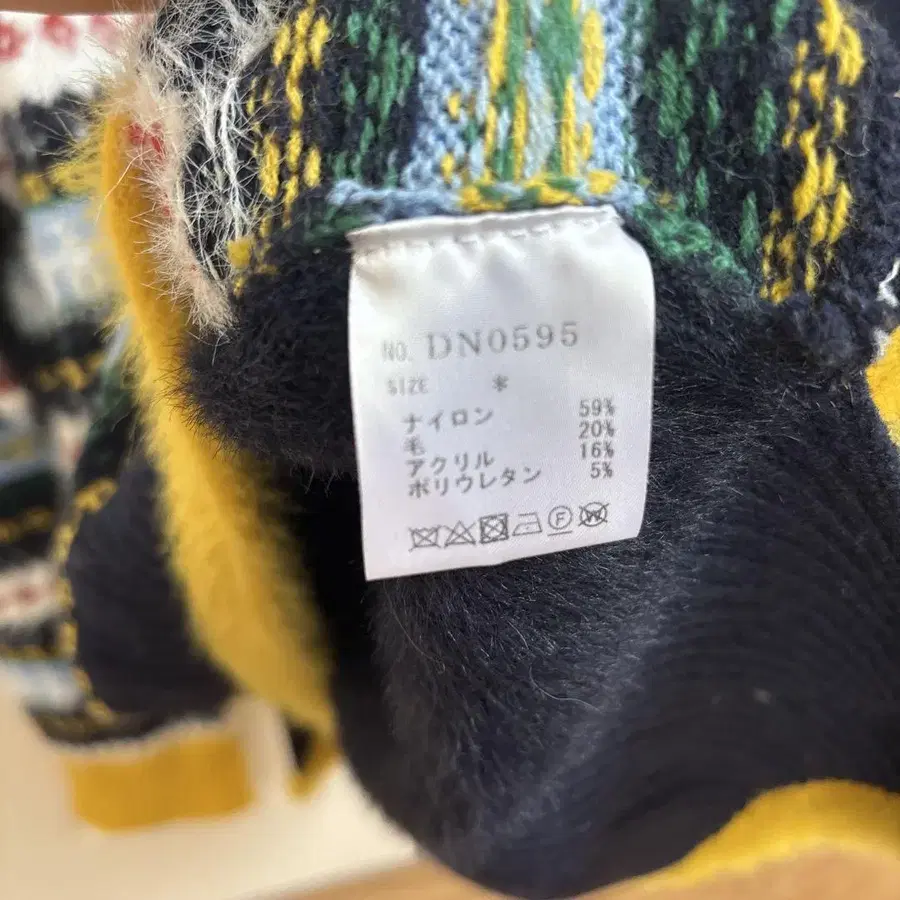 NO. DN0595
SIZE *
ナイロン 59%
毛 20%
アクリル 16%
ポリウレタン 5%
F W